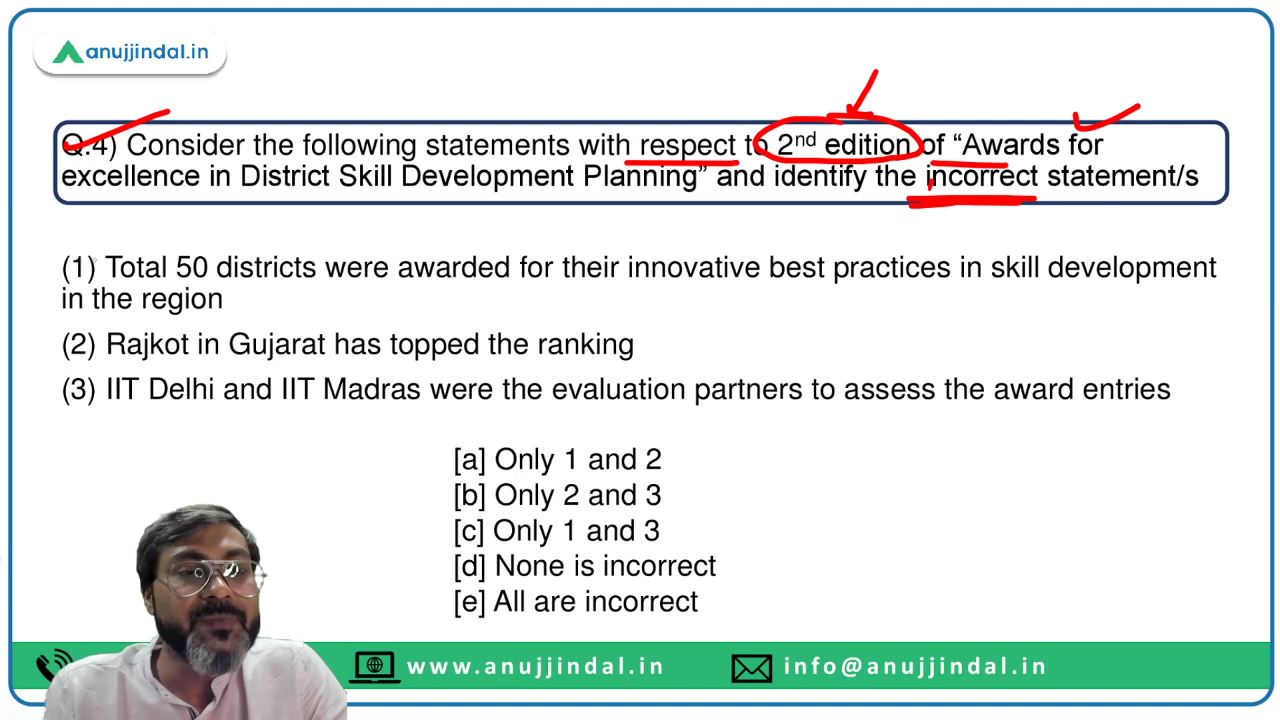 anujjindal.in
Q.4) Consider the following statements with respect to 2nd edition of “Awards for
excellence in District Skill Development Planning” and identify the incorrect statement/s
(1) Total 50 districts were awarded for their innovative best practices in skill development
in the region
(2) Rajkot in Gujarat has topped the ranking
(3) IIT Delhi and IIT Madras were the evaluation partners to assess the award entries
[a] Only 1 and 2
[b] Only 2 and 3
[c] Only 1 and 3
[d] None is incorrect
[e] All are incorrect
www.anujjindal.in info@anujjindal.in